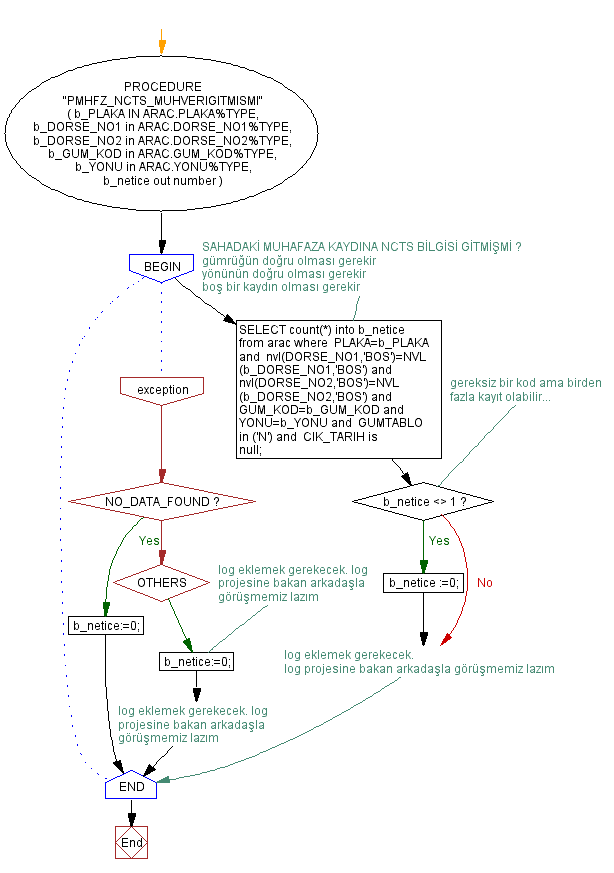 PROCEDURE
"PMHFZ_NCTS_MUHVERIGITMISMI"
( b_PLAKA IN ARAC.PLAKA%TYPE,
b_DORSE_NO1 in ARAC.DORSE_NO1%TYPE,
b_DORSE_NO2 in ARAC.DORSE_NO2%TYPE,
b_GUM_KOD in ARAC.GUM_KOD%TYPE,
b_YONU in ARAC.YONU%TYPE,
b_netice out number )
BEGIN
SAHADAKİ MUHAFAZA KAYDINA NCTS BİLGİSİ GİTMİŞMİ ?
gümrüğün doğru olması gerekir
yönünün doğru olması gerekir
boş bir kaydın olması gerekir
SELECT count(*) into b_netice
from arac where PLAKA=b_PLAKA
and nvl(DORSE_NO1,'BOS')=NVL
(b_DORSE_NO1,'BOS') and
nvl(DORSE_NO2,'BOS')=NVL
(b_DORSE_NO2,'BOS') and
GUM_KOD=b_GUM_KOD and
YONU=b_YONU and GUMTABLO
in ('N') and CIK_TARIH is
null;
exception
gereksiz bir kod ama birden
fazla kayıt olabilir...
NO_DATA_FOUND ?
b_netice <> 1 ?
Yes
Yes
OTHERS
log eklemek gerekecek. log
projesine bakan arkadaşla
görüşmemiz lazım
b_netice :=0;
No
b_netice:=0;
b_netice:=0;
log eklemek gerekecek.
log projesine bakan arkadaşla görüşmemiz lazım
log eklemek gerekecek. log
projesine bakan arkadaşla
görüşmemiz lazım
END
End